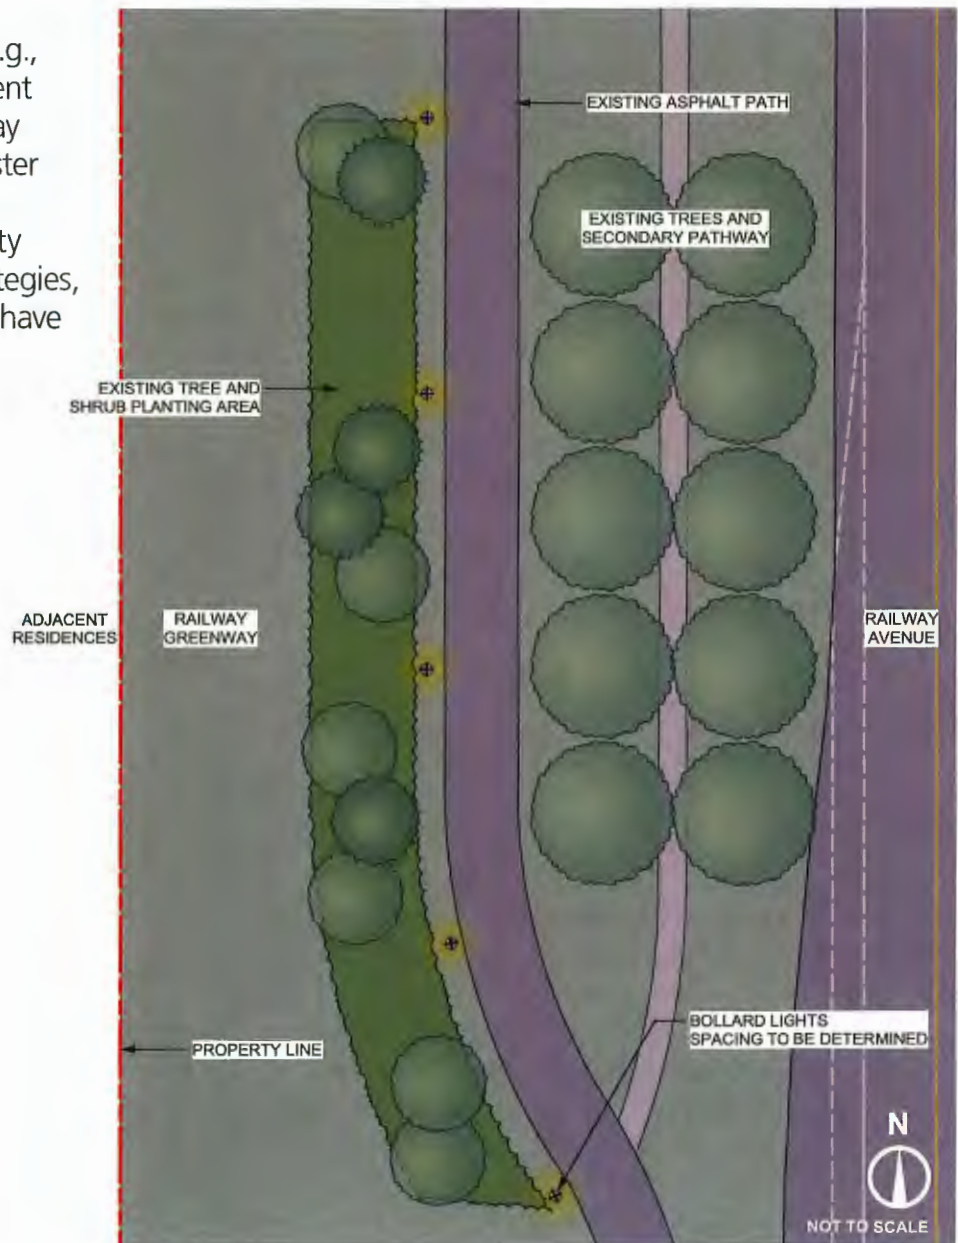 .g.,
ent
ay
ster
ty
tegies,
have
EXISTING ASPHALT PATH
EXISTING TREES AND
SECONDARY PATHWAY
EXISTING TREE AND
SHRUB PLANTING AREA
ADJACENT
RESIDENCES
RAILWAY
GREENWAY
RAILWAY
AVENUE
BOLLARD LIGHTS
SPACING TO BE DETERMINED
PROPERTY LINE
N
NOT TO SCALE